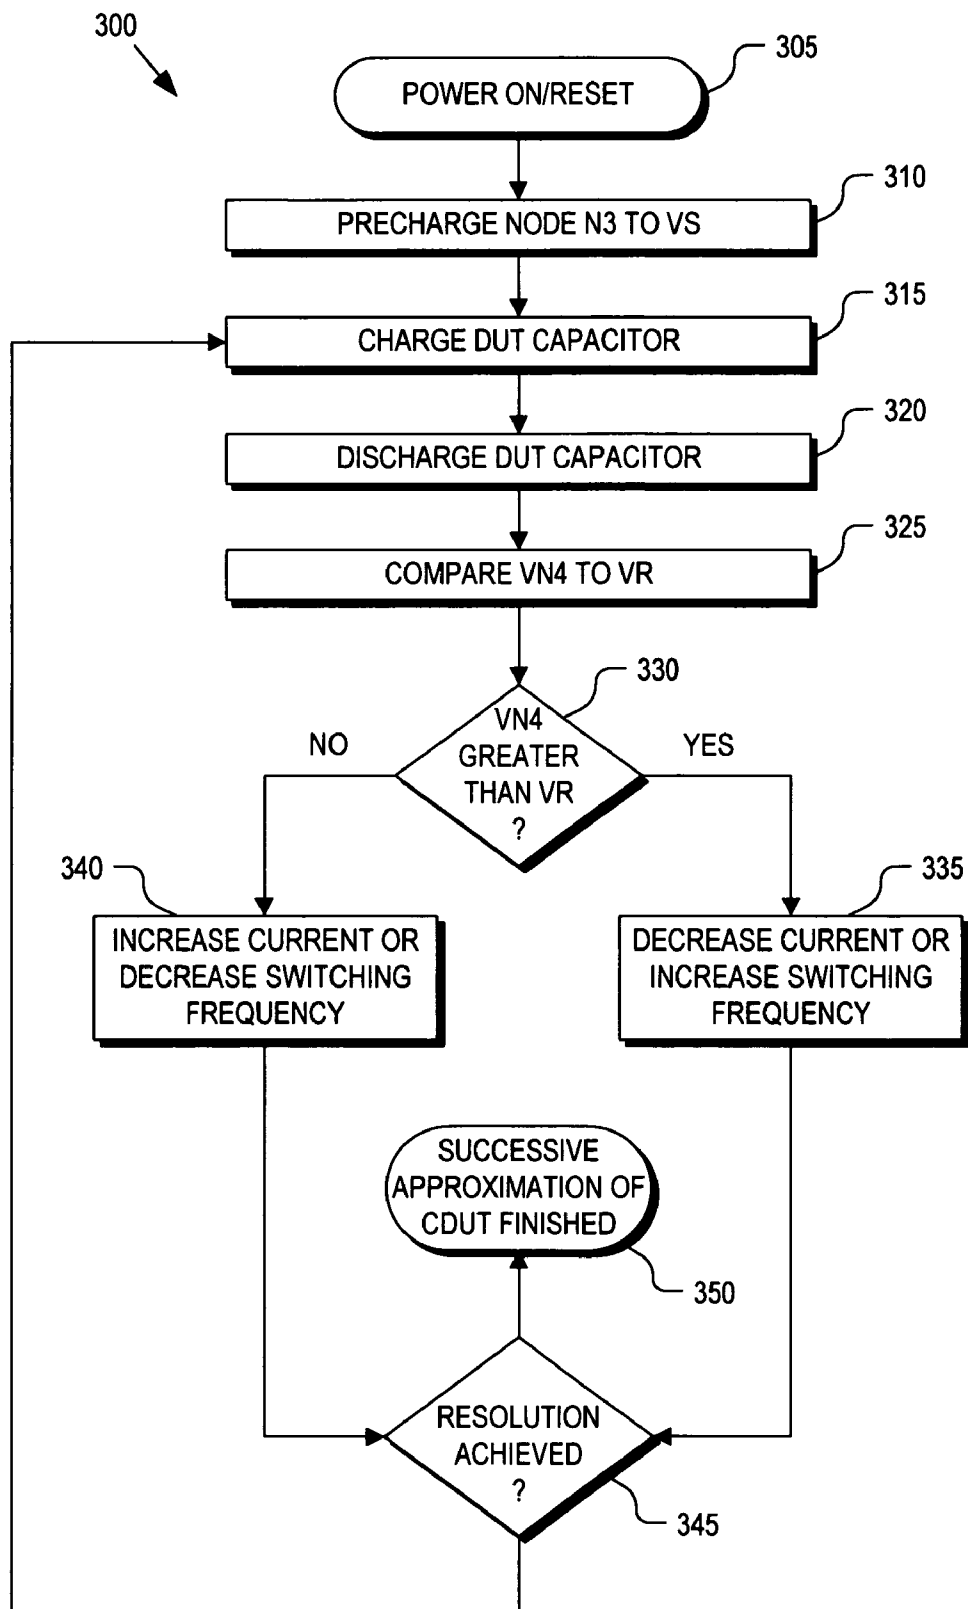 300
305
POWER ON/RESET
310
PRECHARGE NODE N3 TO VS
315
CHARGE DUT CAPACITOR
320
DISCHARGE DUT CAPACITOR
325
COMPARE VN4 TO VR
330
VN4
GREATER
THAN VR
?
NO
YES
340
335
INCREASE CURRENT OR
DECREASE SWITCHING
FREQUENCY
DECREASE CURRENT OR
INCREASE SWITCHING
FREQUENCY
SUCCESSIVE
APPROXIMATION OF
CDUT FINISHED
350
RESOLUTION
ACHIEVED
?
345